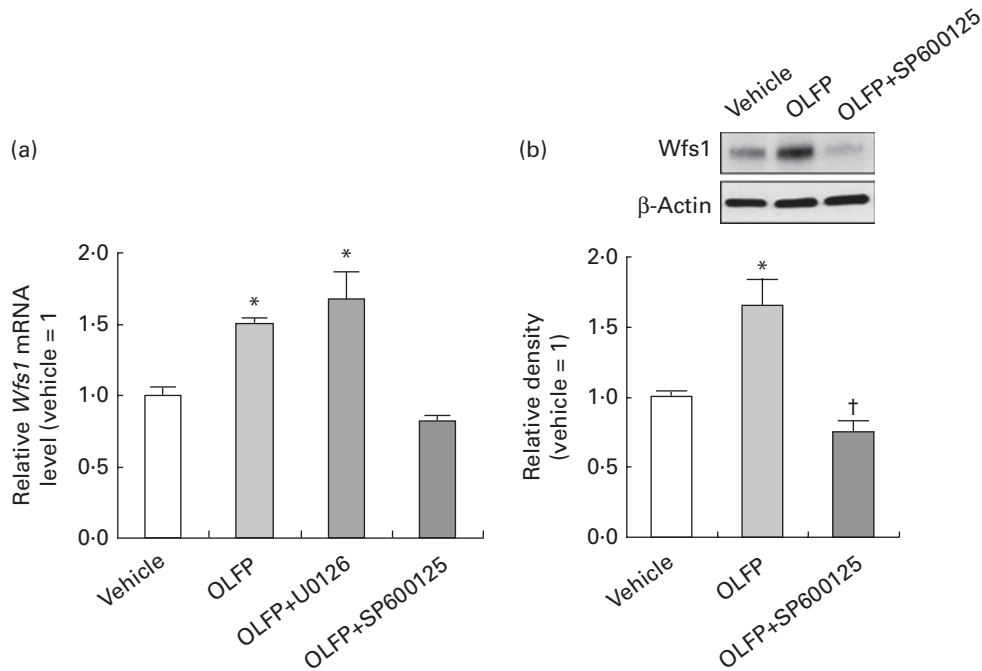 (a)
2·0
1·5
1·0
0·5
0·0
Relative Wfs1 mRNA
level (vehicle = 1
*
*
Vehicle
OLFP
OLFP+U0126
OLFP+SP600125
(b)
Vehicle
OLFP
OLFP+SP600125
Wfs1
β-Actin
2·0
1·5
1·0
0·5
0·0
Relative density
(vehicle = 1)
*
†
Vehicle
OLFP
OLFP+SP600125